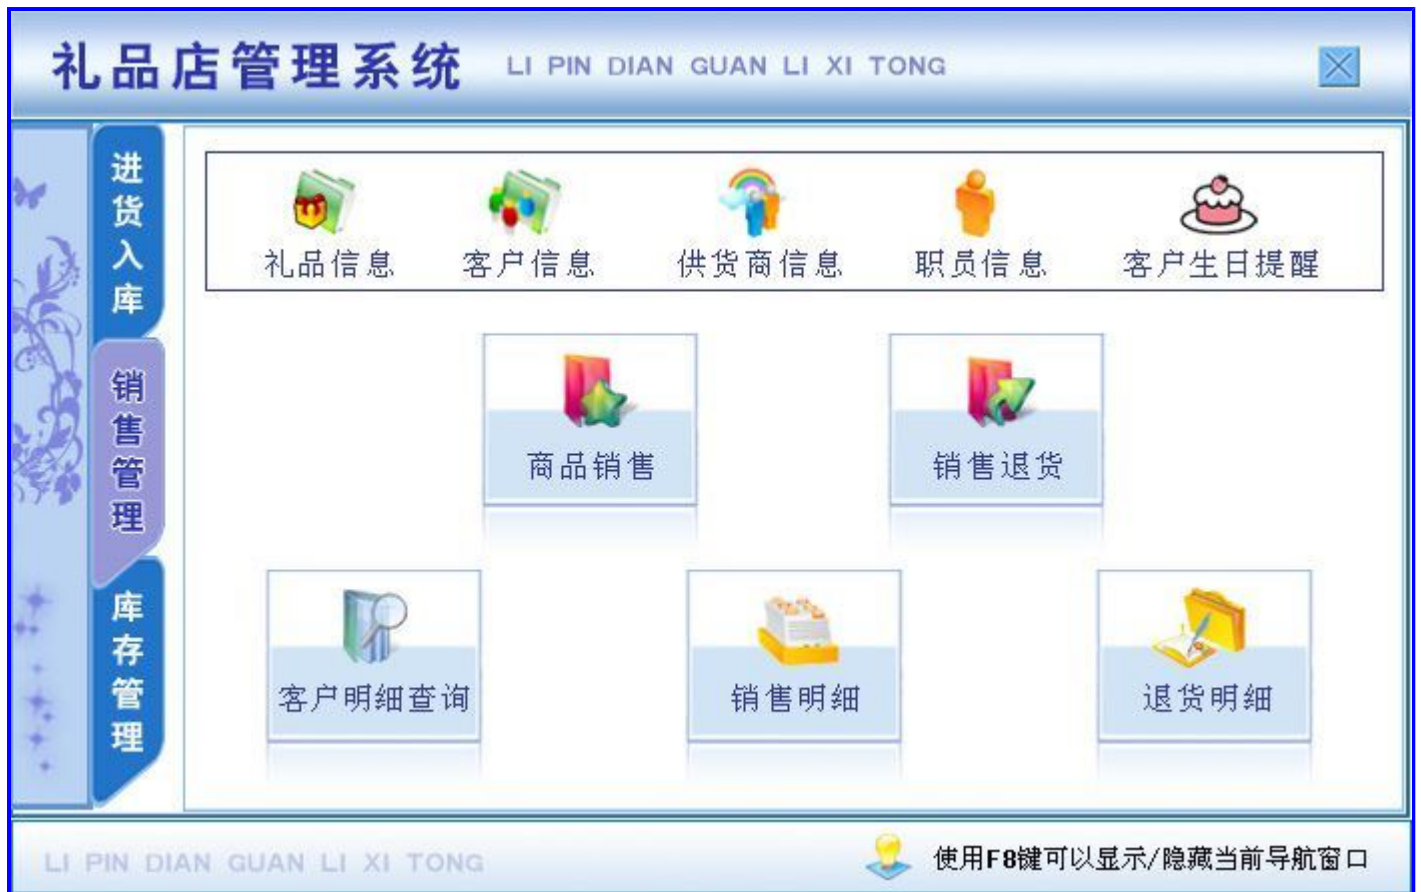 礼品店管理系统 LI PIN DIAN GUAN LI XI TONG
进货入库
销售管理
库存管理
礼品信息 客户信息 供货商信息 职员信息 客户生日提醒
商品销售 销售退货
客户明细查询 销售明细 退货明细
LI PIN DIAN GUAN LI XI TONG 使用F8键可以显示/隐藏当前导航窗口